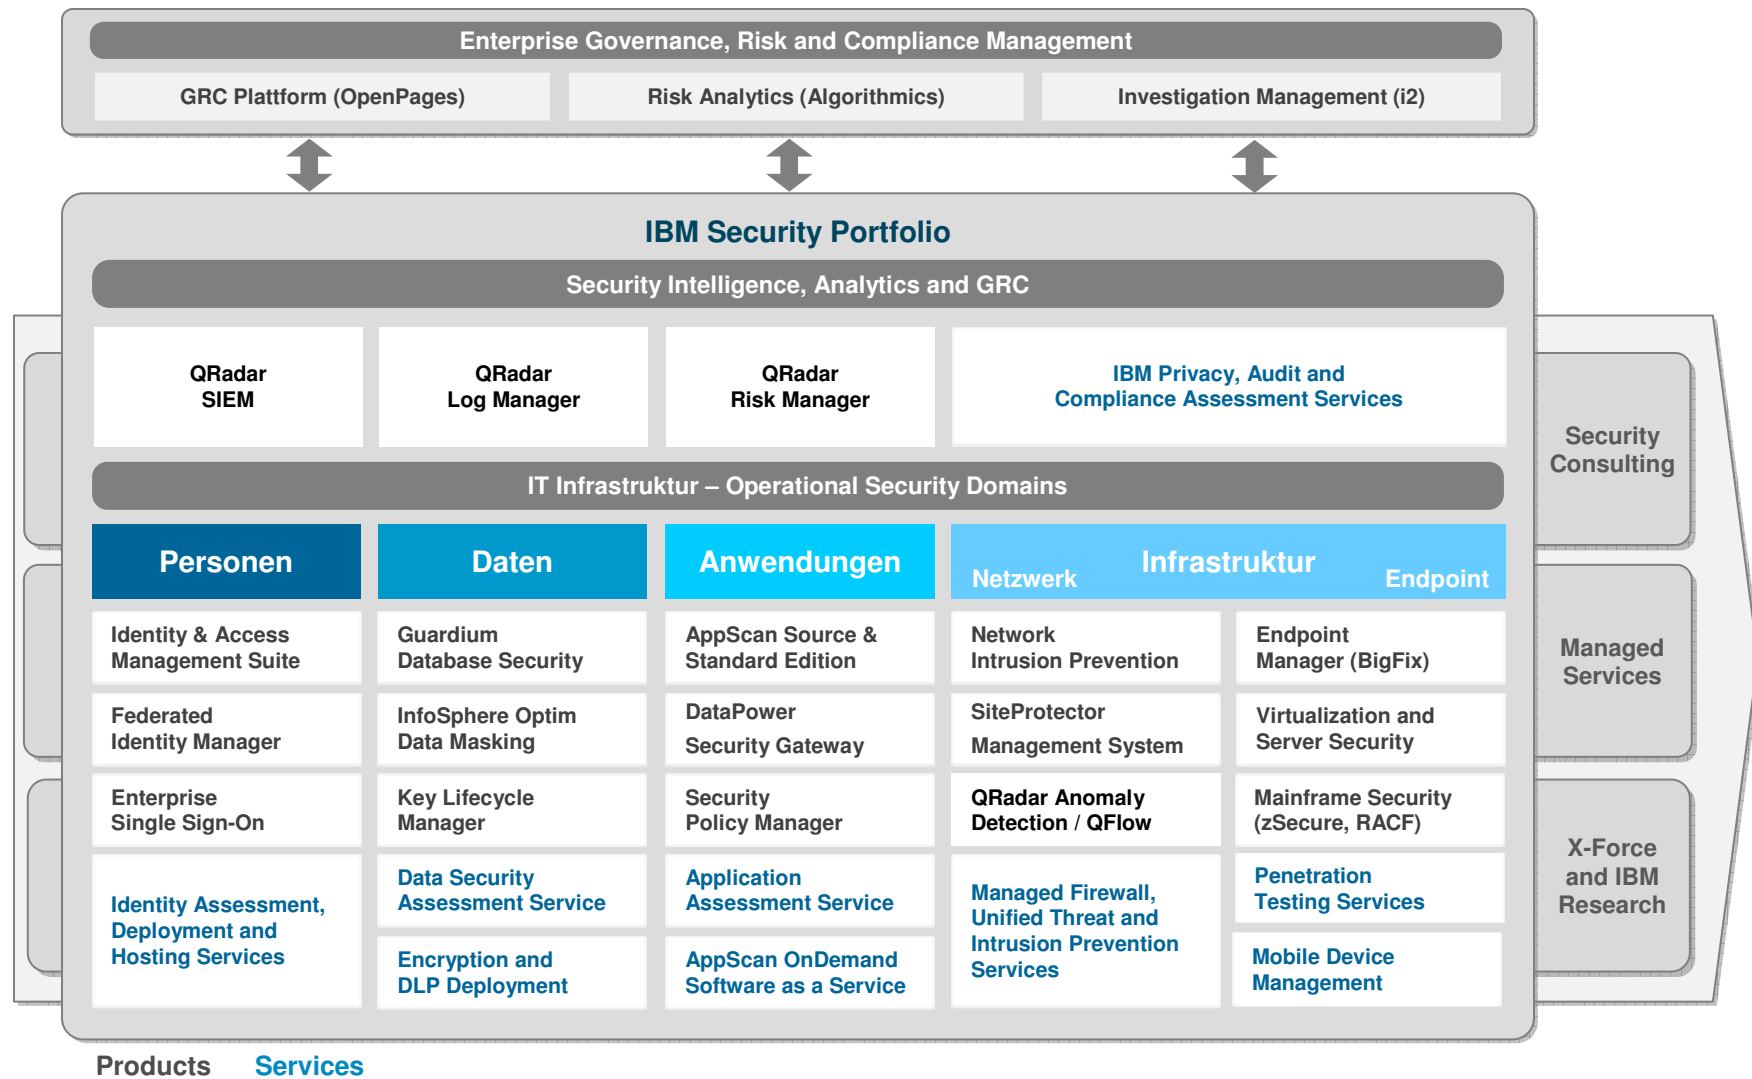 Enterprise Governance, Risk and Compliance Management
GRC Plattform (OpenPages)
Risk Analytics (Algorithmics)
Investigation Management (i2)
IBM Security Portfolio
Security Intelligence, Analytics and GRC
QRadar
SIEM
QRadar
Log Manager
QRadar
Risk Manager
IBM Privacy, Audit and
Compliance Assessment Services
IT Infrastruktur – Operational Security Domains
Personen
Daten
Anwendungen
Infrastruktur
Netzwerk
Endpoint
Identity & Access
Management Suite
Guardium
Database Security
AppScan Source &
Standard Edition
Network
Intrusion Prevention
Endpoint
Manager (BigFix)
Federated
Identity Manager
InfoSphere Optim
Data Masking
DataPower
Security Gateway
SiteProtector
Management System
Virtualization and
Server Security
Enterprise
Single Sign-On
Key Lifecycle
Manager
Security
Policy Manager
QRadar Anomaly
Detection / QFlow
Mainframe Security
(zSecure, RACF)
Identity Assessment,
Deployment and
Hosting Services
Data Security
Assessment Service
Application
Assessment Service
Managed Firewall,
Unified Threat and
Intrusion Prevention
Services
Penetration
Testing Services
Encryption and
DLP Deployment
AppScan OnDemand
Software as a Service
Mobile Device
Management
Security
Consulting
Managed
Services
X-Force
and IBM
Research
Products
Services